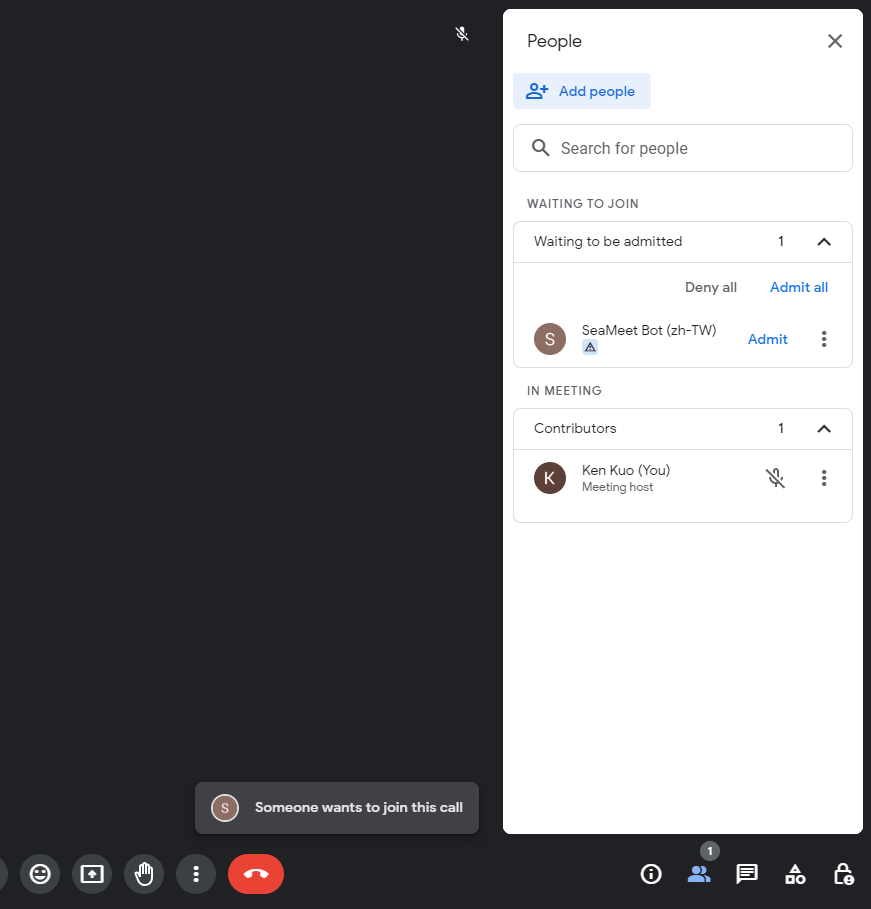 People
Add people
Search for people
WAITING TO JOIN
Waiting to be admitted 1
Deny all Admit all
S SeaMeet Bot (zh-TW) Admit
IN MEETING
Contributors 1
K Ken Kuo (You)
Meeting host
S Someone wants to join this call
1